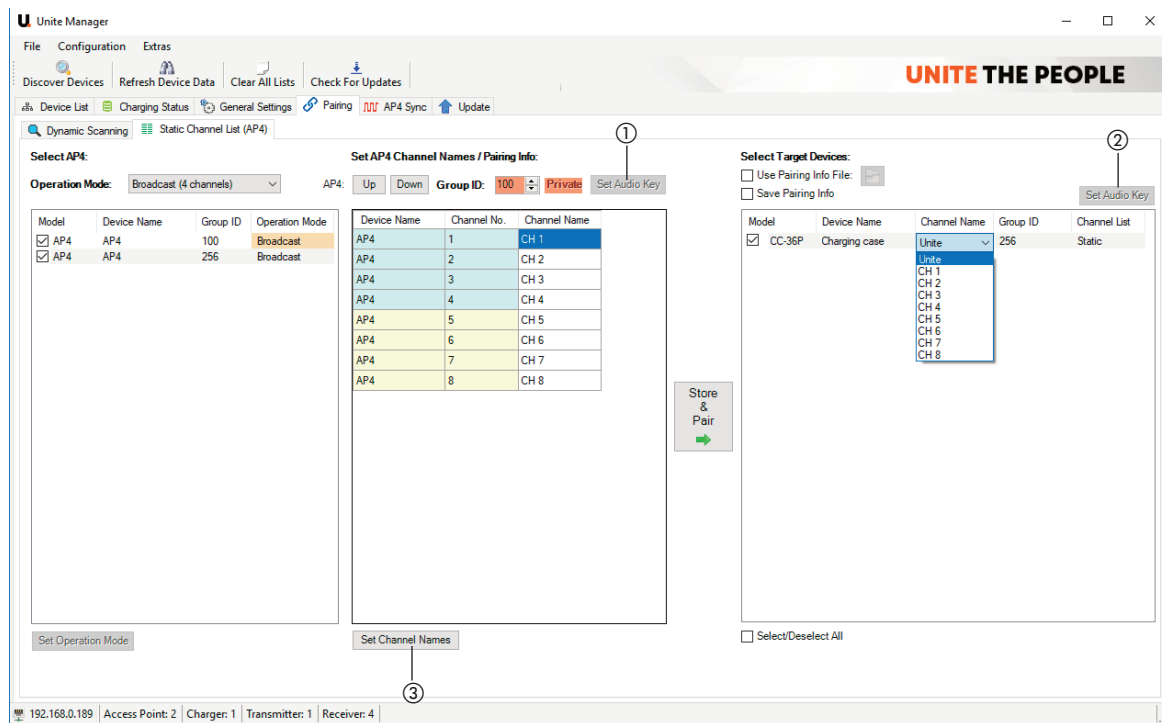 U. Unite Manager
File Configuration Extras
Discover Devices Refresh Device Data Clear All Lists Check For Updates
UNITE THE PEOPLE
Device List Charging Status General Settings Pairing AP4 Sync Update
Dynamic Scanning Static Channel List (AP4)
①
②
Select AP4: Set AP4 Channel Names / Pairing Info: Select Target Devices:
Use Pairing Info File:
Operation Mode: Broadcast (4 channels) AP4: Up Down Group ID: 100 Private Set Audio Key
Save Pairing Info Set Audio Key
Model Device Name Group ID Operation Mode
AP4 AP4 100 Broadcast
AP4 AP4 256 Broadcast
Device Name Channel No. Channel Name
AP4 1 CH 1
AP4 2 CH 2
AP4 3 CH 3
AP4 4 CH 4
AP4 5 CH 5
AP4 6 CH 6
AP4 7 CH 7
AP4 8 CH 8
Store
&
Pair
Model Device Name Channel Name Group ID Channel List
CC-36P Charging case Unite 256 Static
Unite
CH 1
CH 2
CH 3
CH 4
CH 5
CH 6
CH 7
CH 8
Set Operation Mode Set Channel Names Select/Deselect All
③
192.168.0.189 Access Point: 2 Charger: 1 Transmitter: 1 Receiver: 4